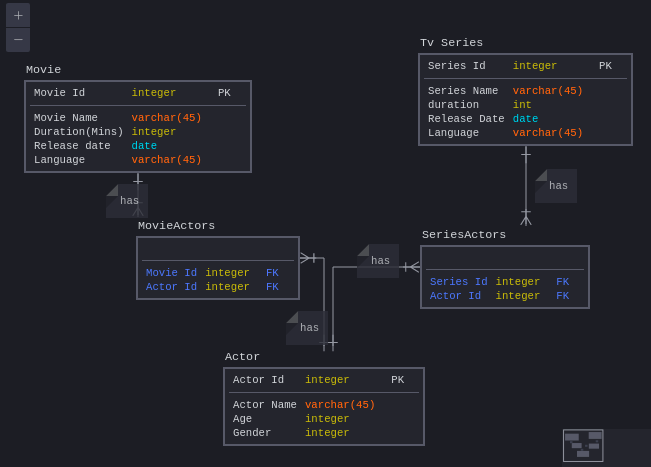 Movie
Movie Id integer PK
Movie Name varchar(45)
Duration(Mins) integer
Release date date
Language varchar(45)
has
Tv Series
Series Id integer PK
Series Name varchar(45)
duration int
Release Date date
Language varchar(45)
has
MovieActors
Movie Id integer FK
Actor Id integer FK
has
SeriesActors
Series Id integer FK
Actor Id integer FK
has
Actor
Actor Id integer PK
Actor Name varchar(45)
Age integer
Gender integer